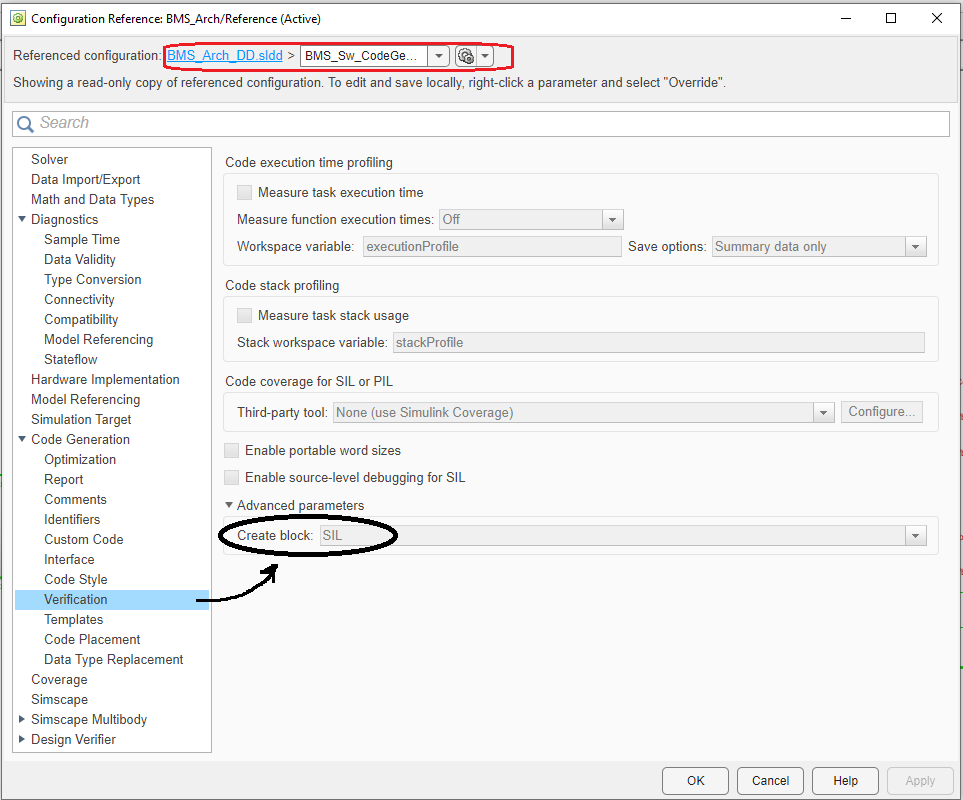 Configuration Reference: BMS_Arch/Reference (Active)
Referenced configuration: BMS_Arch_DD.sldd > BMS_Sw_CodeGe...
Showing a read-only copy of referenced configuration. To edit and save locally, right-click a parameter and select "Override".
Search
Solver
Data Import/Export
Math and Data Types
Diagnostics
Sample Time
Data Validity
Type Conversion
Connectivity
Compatibility
Model Referencing
Stateflow
Hardware Implementation
Model Referencing
Simulation Target
Code Generation
Optimization
Report
Comments
Identifiers
Custom Code
Interface
Code Style
Verification
Templates
Code Placement
Data Type Replacement
Coverage
Simscape
Simscape Multibody
Design Verifier
Code execution time profiling
Measure task execution time
Measure function execution times: Off
Workspace variable: executionProfile Save options: Summary data only
Code stack profiling
Measure task stack usage
Stack workspace variable: stackProfile
Code coverage for SIL or PIL
Third-party tool: None (use Simulink Coverage) Configure...
Enable portable word sizes
Enable source-level debugging for SIL
Advanced parameters
Create block: SIL
OK Cancel Help Apply